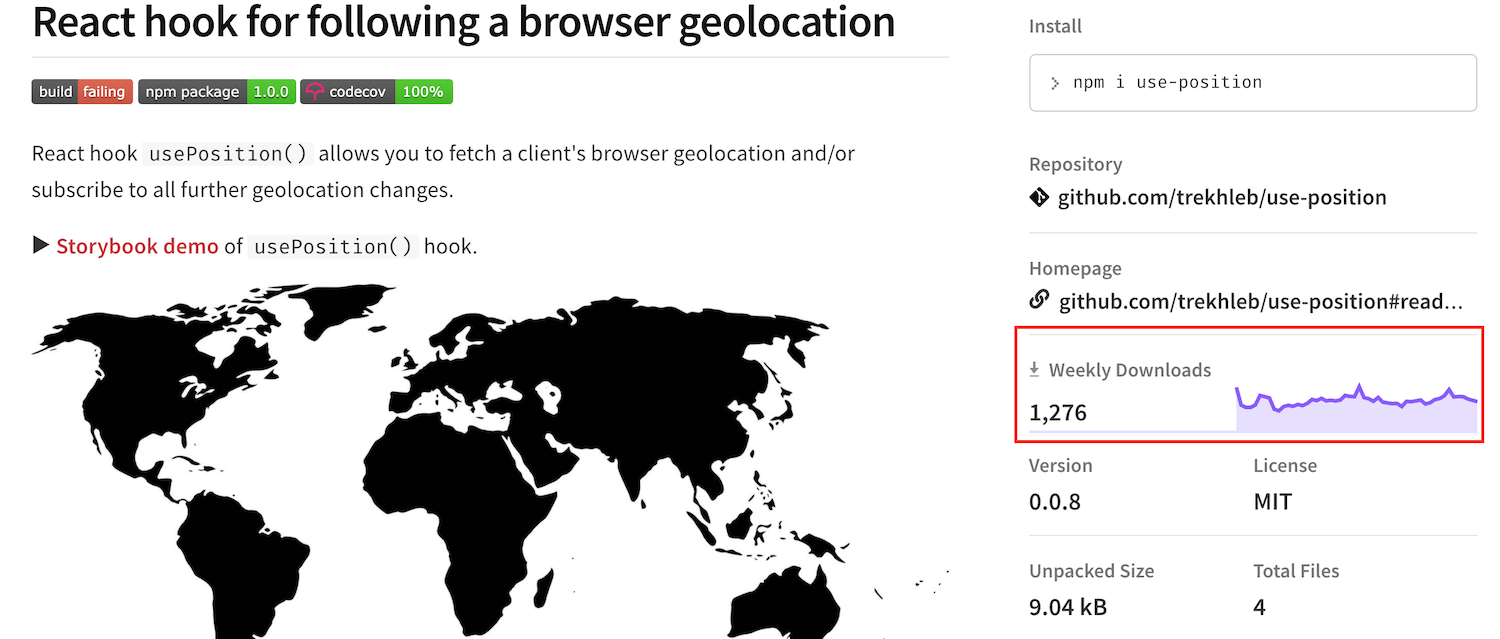 React hook for following a browser geolocation
build failing npm package 1.0.0 codecov 100%
React hook usePosition() allows you to fetch a client's browser geolocation and/or
subscribe to all further geolocation changes.
Storybook demo of usePosition() hook.
Install
npm i use-position
Repository
github.com/trekhleb/use-position
Homepage
github.com/trekhleb/use-position#read...
Weekly Downloads
1,276
Version License
0.0.8 MIT
Unpacked Size Total Files
9.04 kB 4